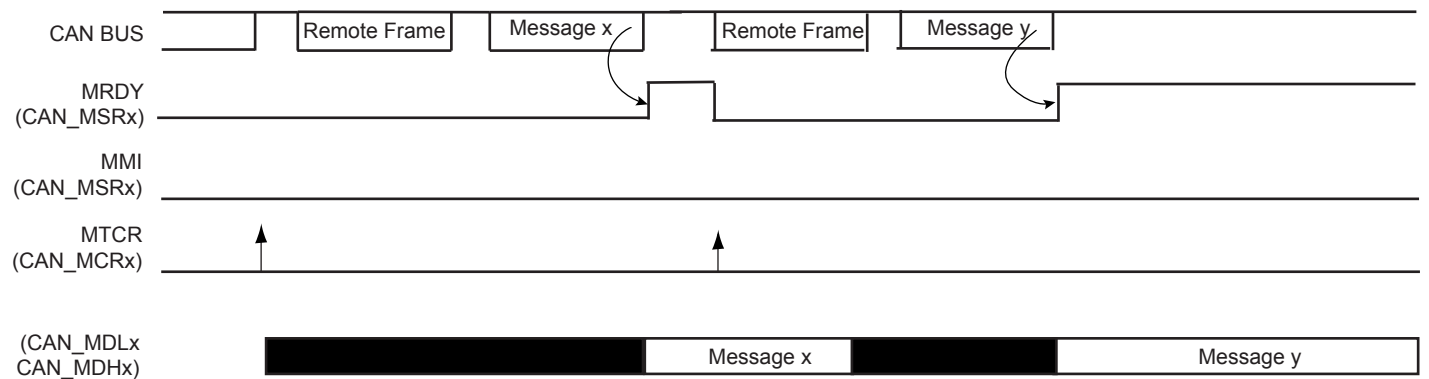 CAN BUS
Remote Frame
Message x
Remote Frame
Message y
MRDY
(CAN_MSRx)
MMI
(CAN_MSRx)
MTCR
(CAN_MCRx)
(CAN_MDLx
CAN_MDHx)
Message x
Message y